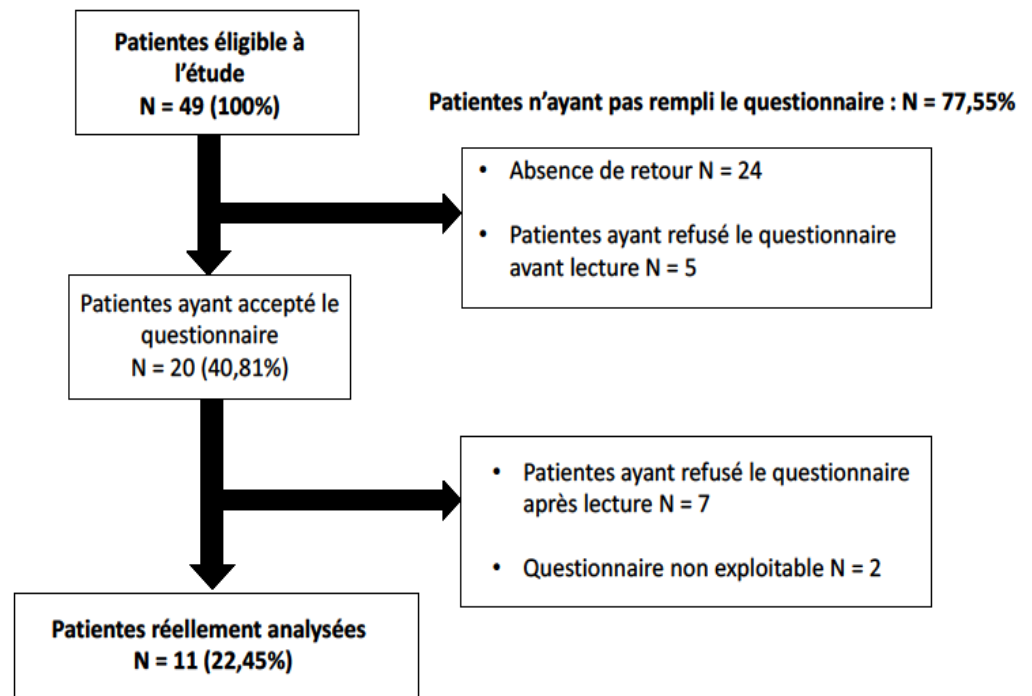 Patientes éligible à
l'étude
N = 49 (100%)
Patientes n'ayant pas rempli le questionnaire : N = 77,55%
• Absence de retour N = 24
• Patientes ayant refusé le questionnaire
avant lecture N = 5
Patientes ayant accepté le
questionnaire
N = 20 (40,81%)
• Patientes ayant refusé le questionnaire
après lecture N = 7
• Questionnaire non exploitable N = 2
Patientes réellement analysées
N = 11 (22,45%)